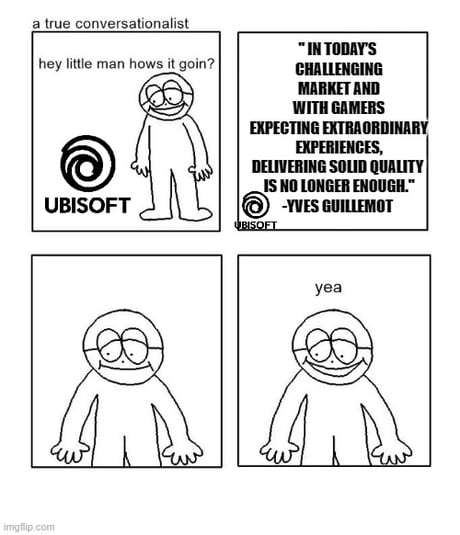 a true conversationalist
hey little man hows it goin?
UBISOFT
" IN TODAY'S
CHALLENGING
MARKET AND
WITH GAMERS
EXPECTING EXTRAORDINARY
EXPERIENCES,
DELIVERING SOLID QUALITY
IS NO LONGER ENOUGH."
-YVES GUILLEMOT
UBISOFT
yea
imgflip.com